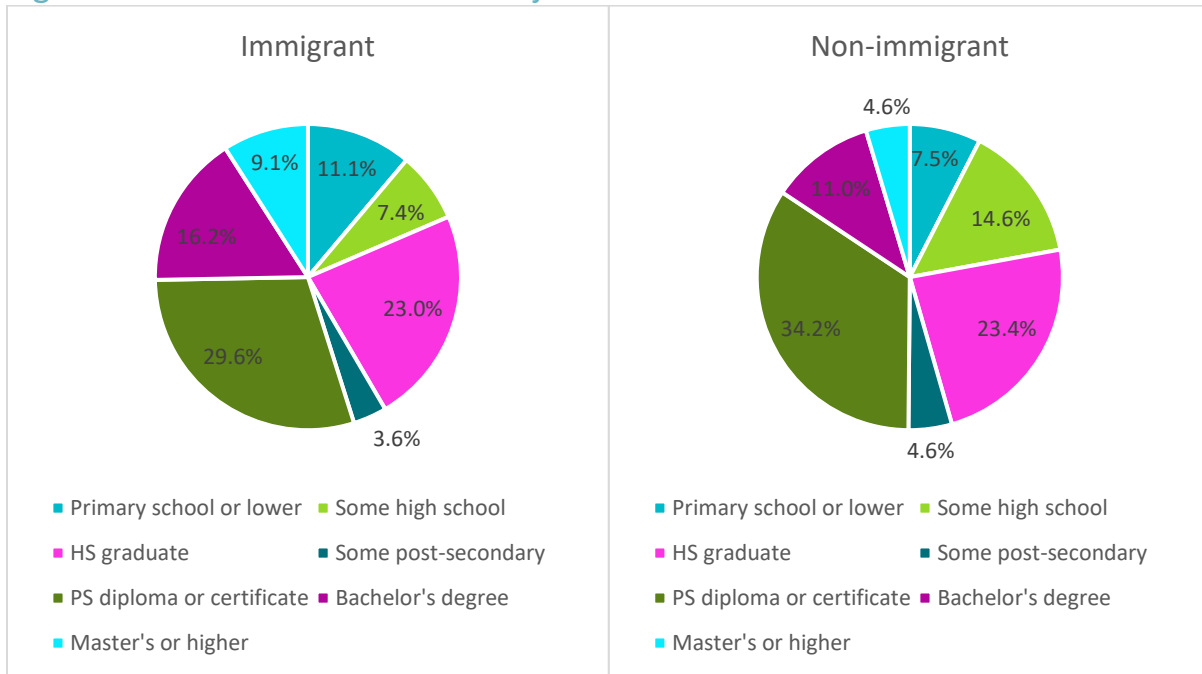 Immigrant
9.1%
11.1%
7.4%
16.2%
23.0%
29.6%
3.6%
■ Primary school or lower ■ Some high school
■ HS graduate ■ Some post-secondary
■ PS diploma or certificate ■ Bachelor's degree
■ Master's or higher
Non-immigrant
4.6%
7.5%
11.0%
14.6%
34.2%
23.4%
4.6%
■ Primary school or lower ■ Some high school
■ HS graduate ■ Some post-secondary
■ PS diploma or certificate ■ Bachelor's degree
■ Master's or higher